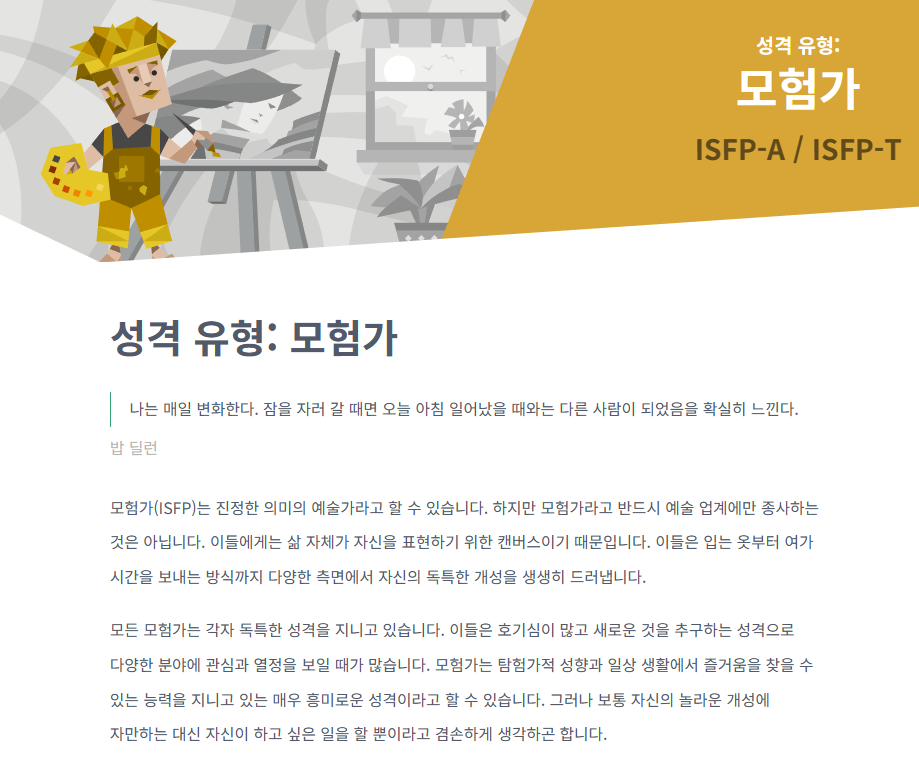 성격 유형:
모험가
ISFP-A / ISFP-T
성격 유형: 모험가
나는 매일 변화한다. 잠을 자러 갈 때면 오늘 아침 일어났을 때와는 다른 사람이 되었음을 확실히 느낀다.
밥 딜런
모험가(ISFP)는 진정한 의미의 예술가라고 할 수 있습니다. 하지만 모험가라고 반드시 예술 업계에만 종사하는
것은 아닙니다. 이들에게는 삶 자체가 자신을 표현하기 위한 캔버스이기 때문입니다. 이들은 입는 옷부터 여가
시간을 보내는 방식까지 다양한 측면에서 자신의 독특한 개성을 생생히 드러냅니다.
모든 모험가는 각자 독특한 성격을 지니고 있습니다. 이들은 호기심이 많고 새로운 것을 추구하는 성격으로
다양한 분야에 관심과 열정을 보일 때가 많습니다. 모험가는 탐험가적 성향과 일상 생활에서 즐거움을 찾을 수
있는 능력을 지니고 있는 매우 흥미로운 성격이라고 할 수 있습니다. 그러나 보통 자신의 놀라운 개성에
자만하는 대신 자신이 하고 싶은 일을 할 뿐이라고 겸손하게 생각하곤 합니다.